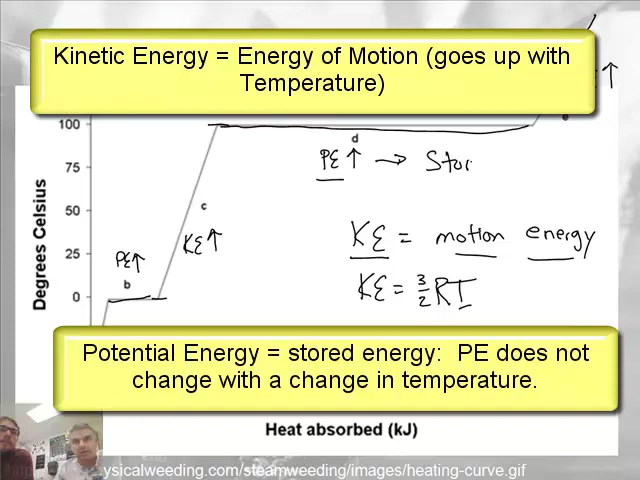 Kinetic Energy = Energy of Motion (goes up with
Temperature)
↑
e
100
d
PE ↑ → Stor
75
c
50
KE = motion energy
KE ↑
25
PE ↑
b
KE = 3/2 RT
0
Degrees Celsius
Potential Energy = stored energy: PE does not
change with a change in temperature.
Heat absorbed (kJ)
ysicalweeding.com/steamweeding/images/heating-curve.gif